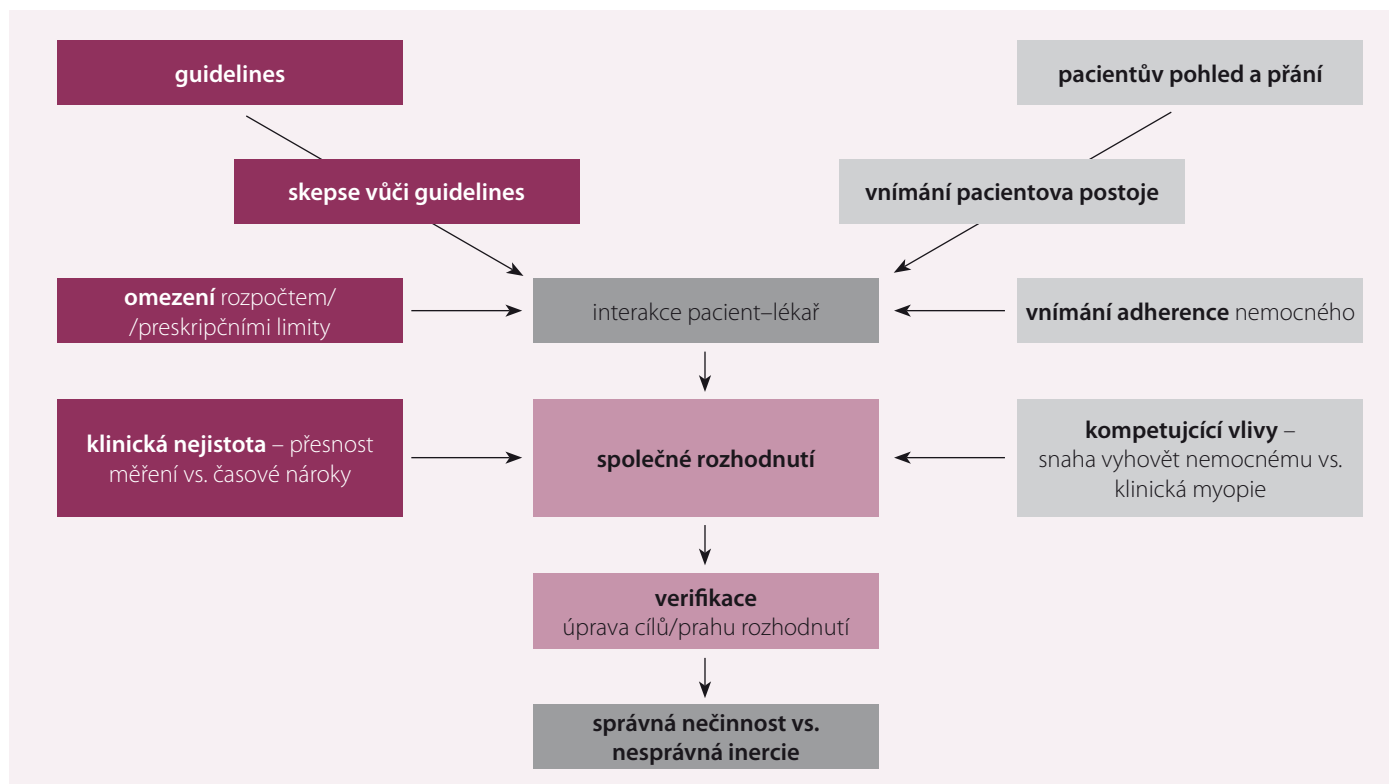 guidelines
pacientův pohled a přání
skepse vůči guidelines
vnímání pacientova postoje
omezení rozpočtem/
/preskripčními limity
interakce pacient–lékař
vnímání adherence nemocného
klinická nejistota – přesnost
měření vs. časové nároky
společné rozhodnutí
kompetujcící vlivy –
snaha vyhovět nemocnému vs.
klinická myopie
verifikace
úprava cílů/prahu rozhodnutí
správná nečinnost vs.
nesprávná inercie